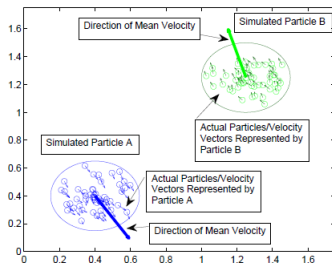 Direction of Mean Velocity
Simulated Particle B
Actual Particles/Velocity
Vectors Represented by
Particle B
Simulated Particle A
Actual Particles/Velocity
Vectors Represented by
Particle A
Direction of Mean Velocity
1.6
1.4
1.2
1
0.8
0.6
0.4
0.2
0
0
0.2
0.4
0.6
0.8
1
1.2
1.4
1.6